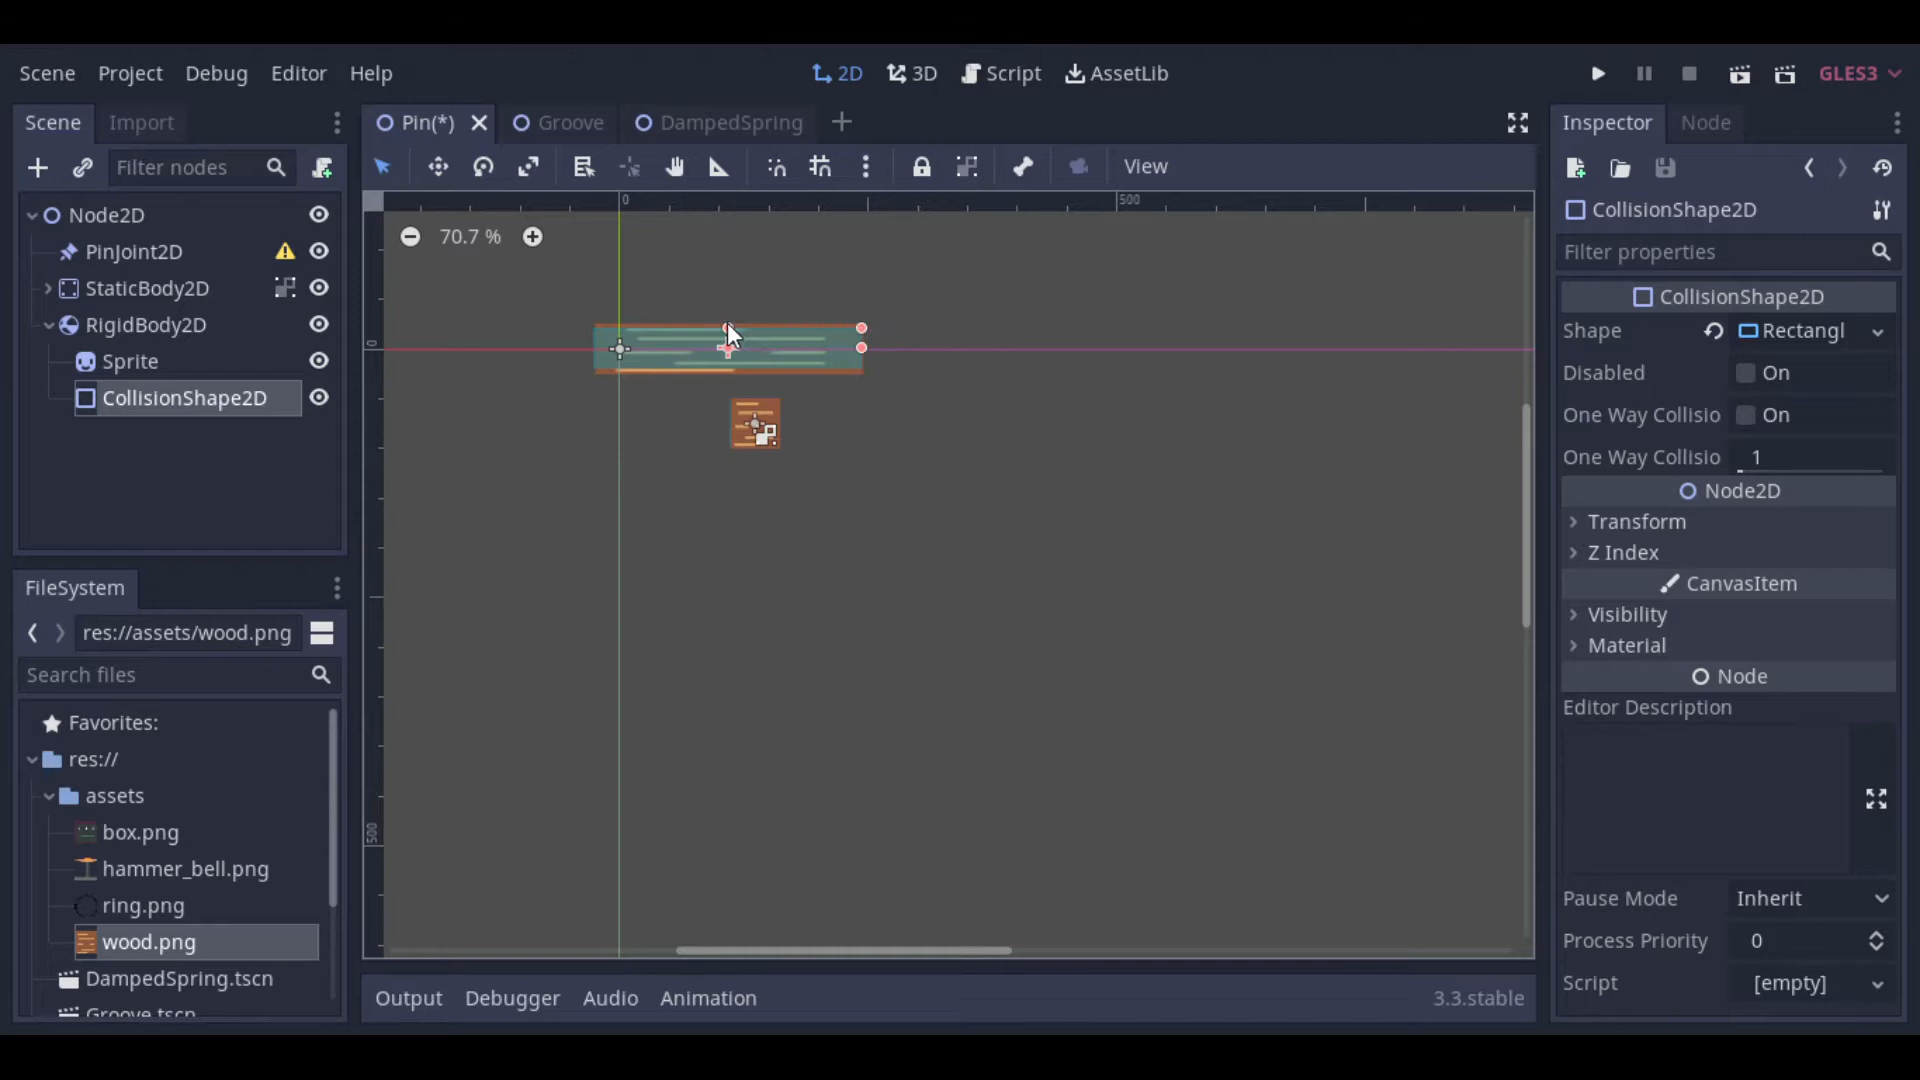 Scene Project Debug Editor Help
2D 3D Script AssetLib
GLES3
Scene Import
Filter nodes
Node2D
PinJoint2D
StaticBody2D
RigidBody2D
Sprite
CollisionShape2D
FileSystem
res://assets/wood.png
Search files
Favorites:
res://
assets
box.png
hammer_bell.png
ring.png
wood.png
DampedSpring.tscn
Groove.tscn
Pin(*) Groove DampedSpring
View
0 500
70.7 %
0
500
Output Debugger Audio Animation 3.3.stable
Inspector Node
CollisionShape2D
Filter properties
CollisionShape2D
Shape Rectangl
Disabled On
One Way Collisio On
One Way Collisio 1
Node2D
Transform
Z Index
CanvasItem
Visibility
Material
Node
Editor Description
Pause Mode Inherit
Process Priority 0
Script [empty]